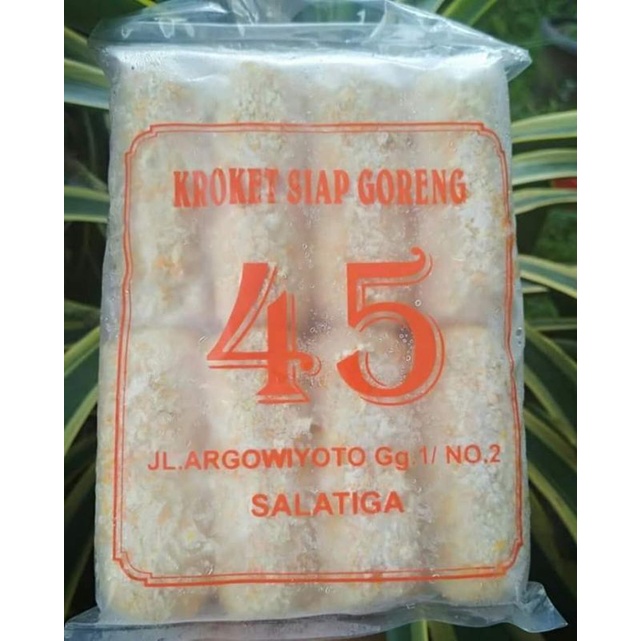 KROKET SIAP GORENG
45
JL.ARGOWIYOTO Gg.1/ NO.2
SALATIGA